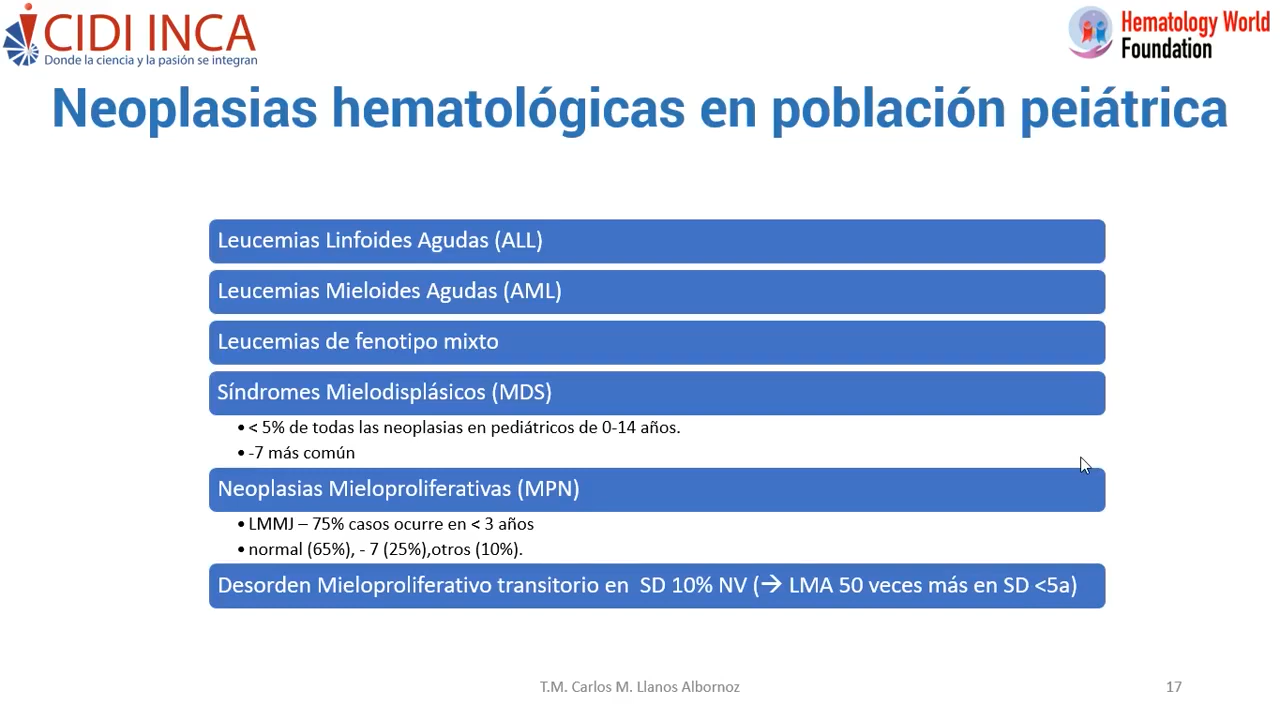 CIDI INCA
Donde la ciencia y la pasión se integran
Hematology World
Foundation
Neoplasias hematológicas en población peiátrica
Leucemias Linfoides Agudas (ALL)
Leucemias Mieloides Agudas (AML)
Leucemias de fenotipo mixto
Síndromes Mielodisplásicos (MDS)
• < 5% de todas las neoplasias en pediátricos de 0-14 años.
• -7 más común
Neoplasias Mieloproliferativas (MPN)
• LMMJ – 75% casos ocurre en < 3 años
• normal (65%), - 7 (25%),otros (10%).
Desorden Mieloproliferativo transitorio en SD 10% NV (→ LMA 50 veces más en SD <5a)
T.M. Carlos M. Llanos Albornoz
17